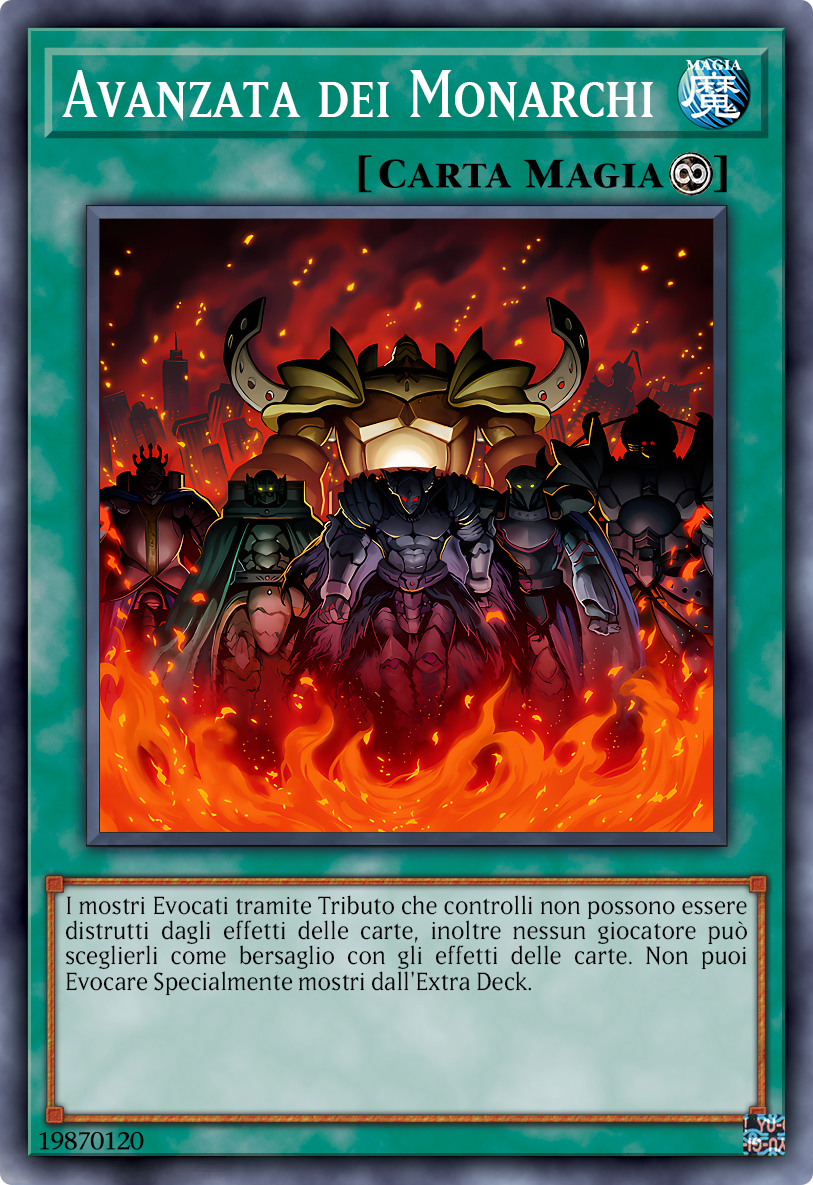 AVANZATA DEI MONARCHI
MAGIA
魔
[CARTA MAGIA]
I mostri Evocati tramite Tributo che controlli non possono essere
distrutti dagli effetti delle carte, inoltre nessun giocatore può
sceglierli come bersaglio con gli effetti delle carte. Non puoi
Evocare Specialmente mostri dall'Extra Deck.
19870120